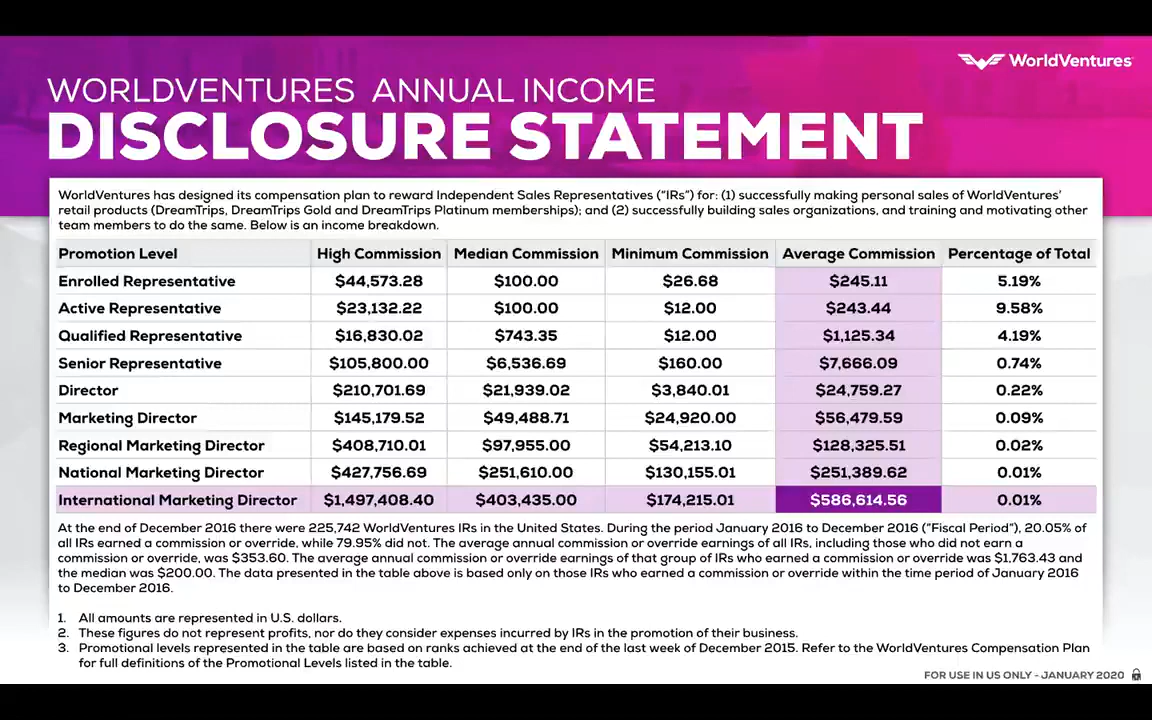 WorldVentures
WORLDVENTURES ANNUAL INCOME
DISCLOSURE STATEMENT
WorldVentures has designed its compensation plan to reward Independent Sales Representatives (“IRs”) for: (1) successfully making personal sales of WorldVentures’
retail products (DreamTrips, DreamTrips Gold and DreamTrips Platinum memberships); and (2) successfully building sales organizations, and training and motivating other
team members to do the same. Below is an income breakdown.
Promotion Level High Commission Median Commission Minimum Commission Average Commission Percentage of Total
Enrolled Representative $44,573.28 $100.00 $26.68 $245.11 5.19%
Active Representative $23,132.22 $100.00 $12.00 $243.44 9.58%
Qualified Representative $16,830.02 $743.35 $12.00 $1,125.34 4.19%
Senior Representative $105,800.00 $6,536.69 $160.00 $7,666.09 0.74%
Director $210,701.69 $21,939.02 $3,840.01 $24,759.27 0.22%
Marketing Director $145,179.52 $49,488.71 $24,920.00 $56,479.59 0.09%
Regional Marketing Director $408,710.01 $97,955.00 $54,213.10 $128,325.51 0.02%
National Marketing Director $427,756.69 $251,610.00 $130,155.01 $251,389.62 0.01%
International Marketing Director $1,497,408.40 $403,435.00 $174,215.01 $586,614.56 0.01%
At the end of December 2016 there were 225,742 WorldVentures IRs in the United States. During the period January 2016 to December 2016 (“Fiscal Period”), 20.05% of
all IRs earned a commission or override, while 79.95% did not. The average annual commission or override earnings of all IRs, including those who did not earn a
commission or override, was $353.60. The average annual commission or override earnings of that group of IRs who earned a commission or override was $1,763.43 and
the median was $200.00. The data presented in the table above is based only on those IRs who earned a commission or override within the time period of January 2016
to December 2016.
1. All amounts are represented in U.S. dollars.
2. These figures do not represent profits, nor do they consider expenses incurred by IRs in the promotion of their business.
3. Promotional levels represented in the table are based on ranks achieved at the end of the last week of December 2015. Refer to the WorldVentures Compensation Plan
for full definitions of the Promotional Levels listed in the table.
FOR USE IN US ONLY - JANUARY 2020